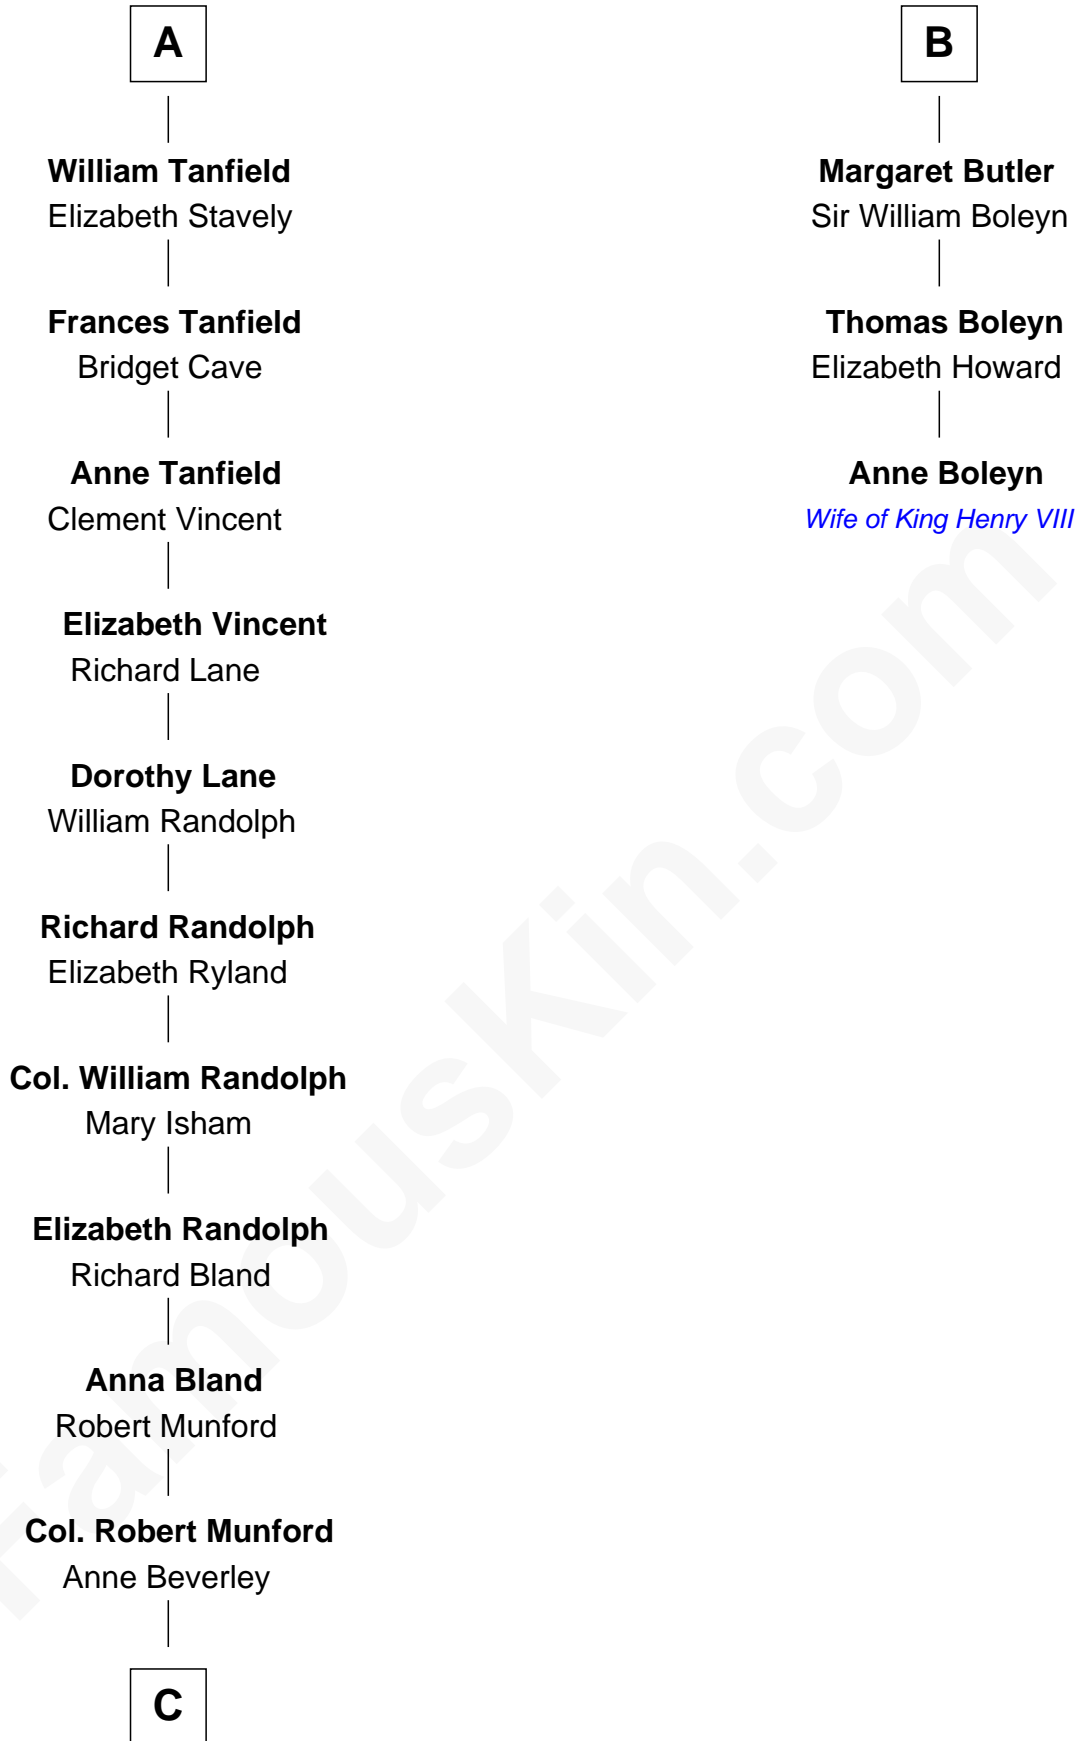 A
William Tanfield
Elizabeth Stavely
Frances Tanfield
Bridget Cave
Anne Tanfield
Clement Vincent
Elizabeth Vincent
Richard Lane
Dorothy Lane
William Randolph
Richard Randolph
Elizabeth Ryland
Col. William Randolph
Mary Isham
Elizabeth Randolph
Richard Bland
Anna Bland
Robert Munford
Col. Robert Munford
Anne Beverley
C
B
Margaret Butler
Sir William Boleyn
Thomas Boleyn
Elizabeth Howard
Anne Boleyn
Wife of King Henry VIII
FamousKin.com